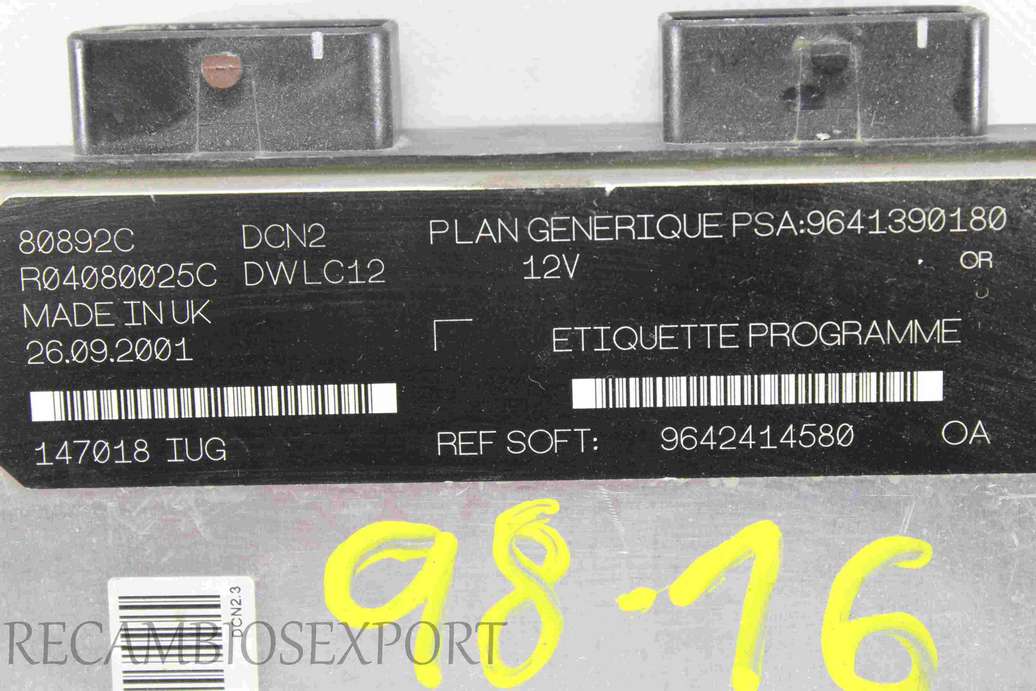 80892C DCN2 PLAN GENERIQUE PSA:9641390180
R04080025C DWLC12 12V OR
MADE IN UK
26.09.2001 ETIQUETTE PROGRAMME
147018 IUG REF SOFT: 9642414580 OA
98-16
DCN2.3
RECAMBIOSEXPORT